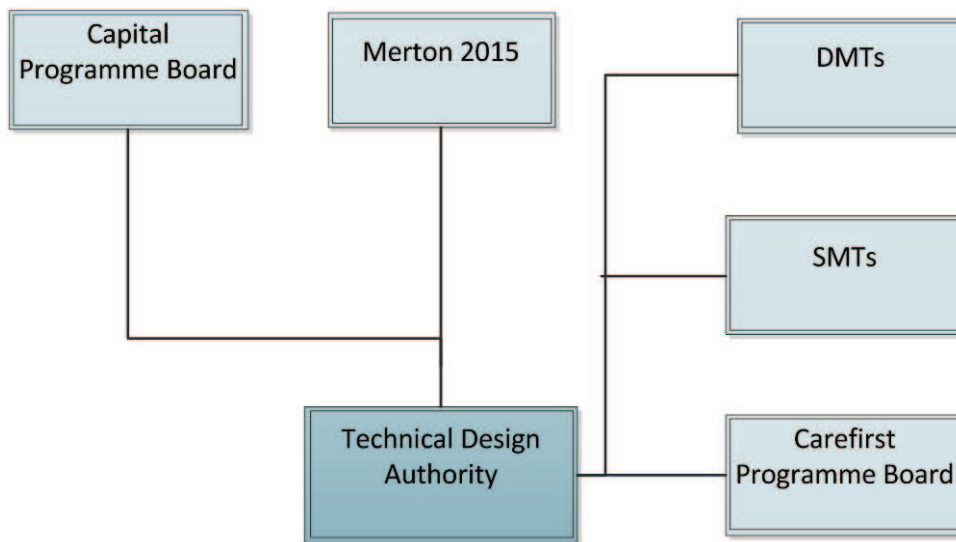 Capital
Programme Board
Merton 2015
DMTs
SMTs
Technical Design
Authority
Carefirst
Programme Board